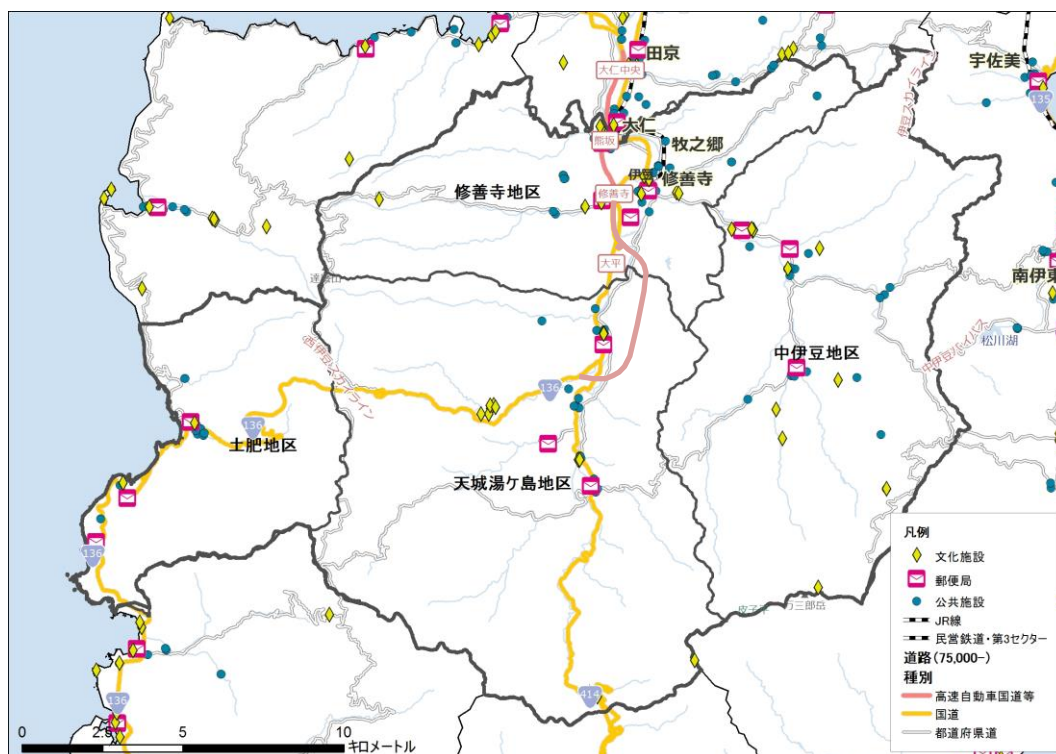 田京
大仁中央
宇佐美
135
伊豆スカイライン
大仁
熊坂
牧之郷
伊豆
修善寺
修善寺地区
修善寺
大平
達磨山
南伊東
西伊豆スカイライン
中伊豆地区
中伊豆バイパス
松川湖
136
136
土肥地区
天城湯ケ島地区
136
万三郎岳
136
414
凡例
文化施設
郵便局
公共施設
JR線
民営鉄道・第3セクター
道路(75,000-)
種別
高速自動車国道等
国道
都道府県道
0 2.5 5 10
キロメートル